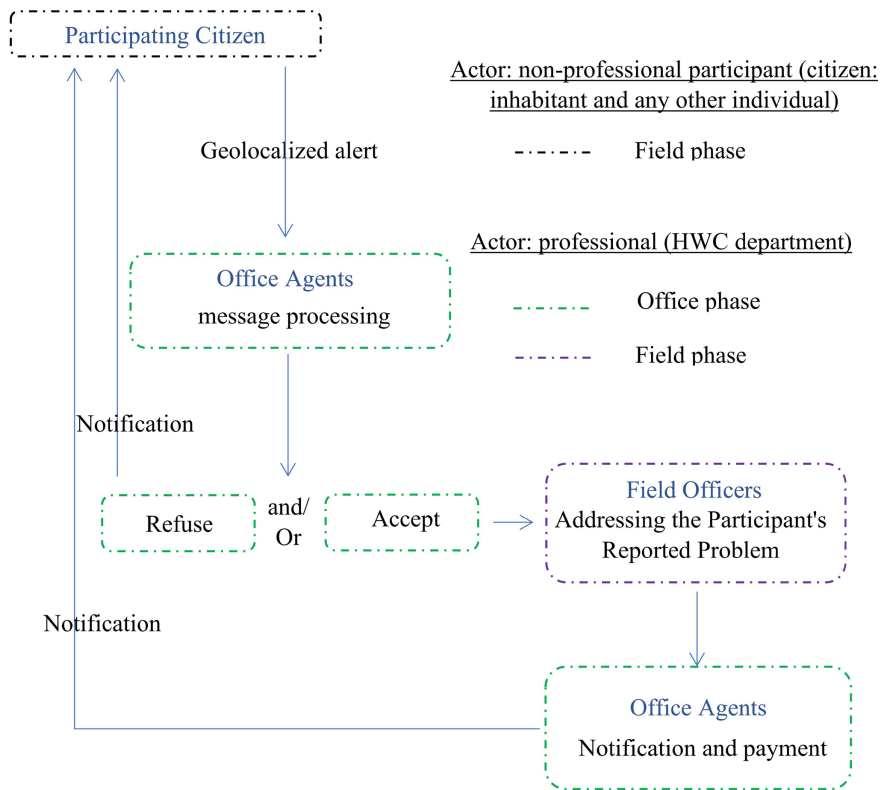 Participating Citizen
Actor: non-professional participant (citizen:
inhabitant and any other individual)
Geolocalized alert
Field phase
Actor: professional (HWC department)
Office Agents
message processing
Office phase
Field phase
Notification
Refuse
and/
Or
Accept
Field Officers
Addressing the Participant's
Reported Problem
Notification
Office Agents
Notification and payment